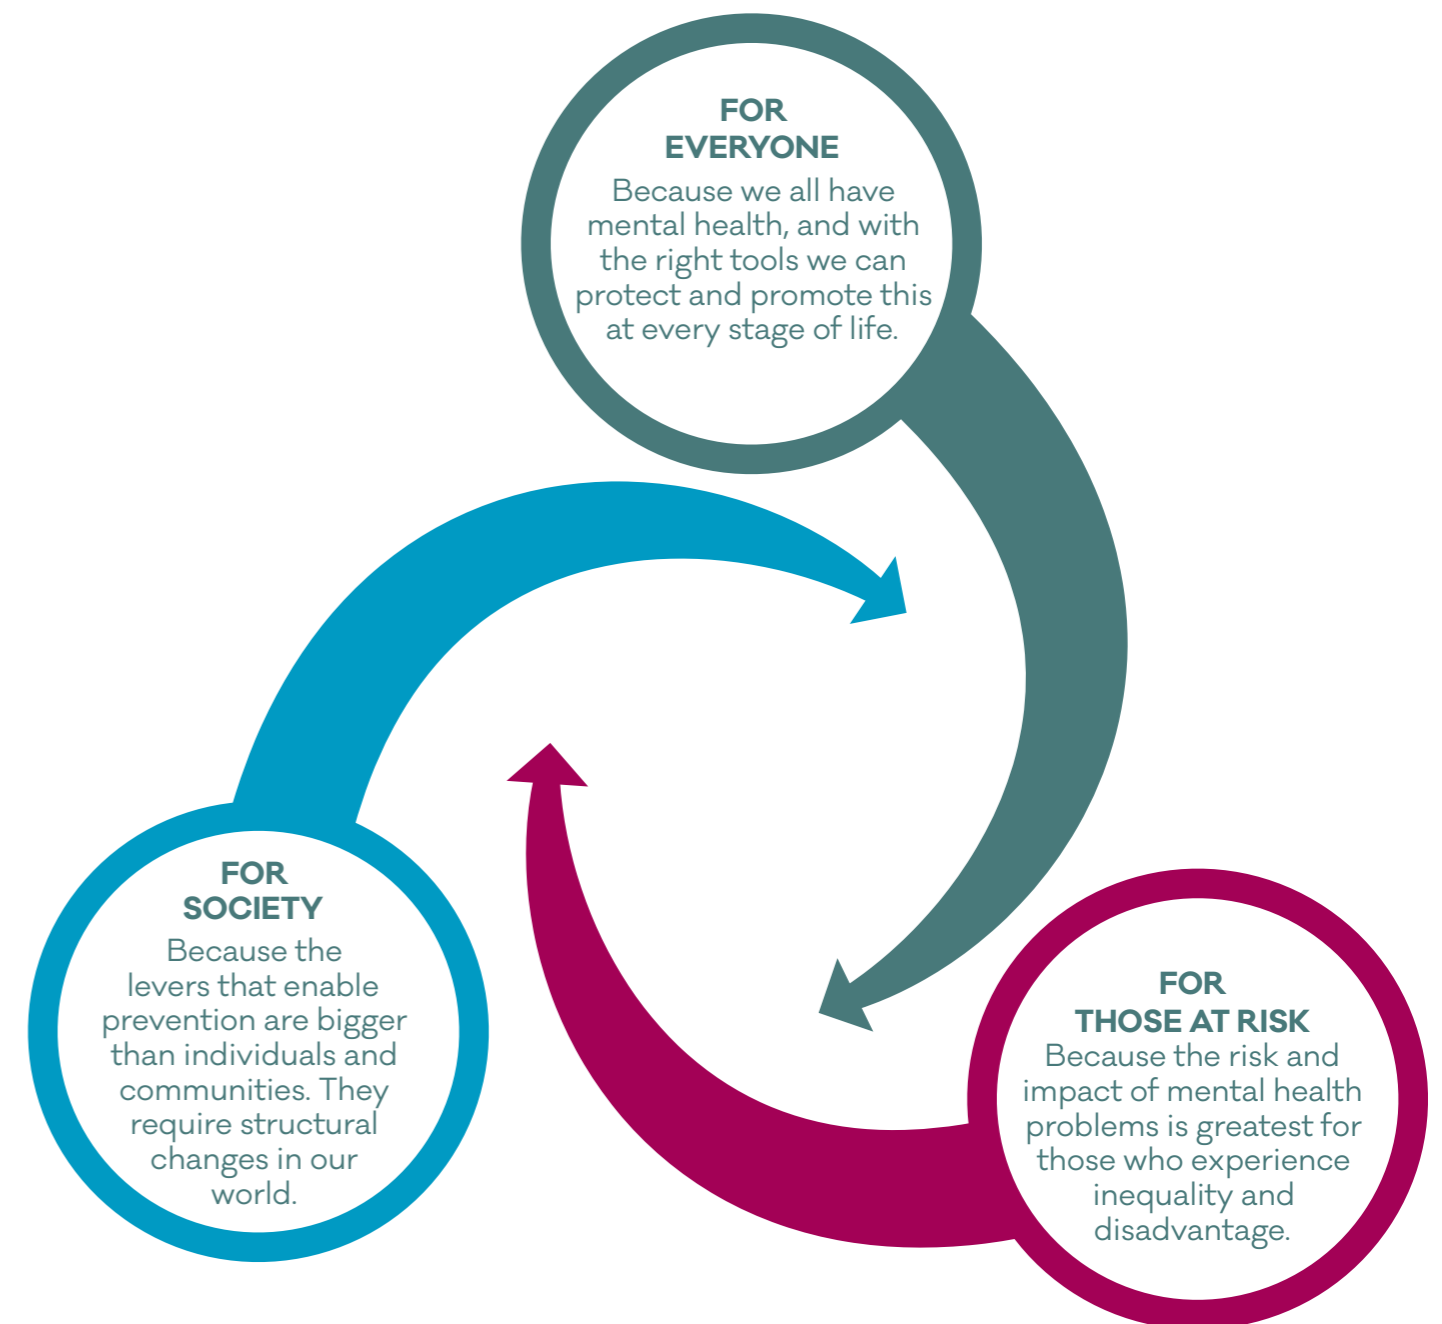 FOR
EVERYONE
Because we all have
mental health, and with
the right tools we can
protect and promote this
at every stage of life.
FOR
SOCIETY
Because the
levers that enable
prevention are bigger
than individuals and
communities. They
require structural
changes in our
world.
FOR
THOSE AT RISK
Because the risk and
impact of mental health
problems is greatest for
those who experience
inequality and
disadvantage.